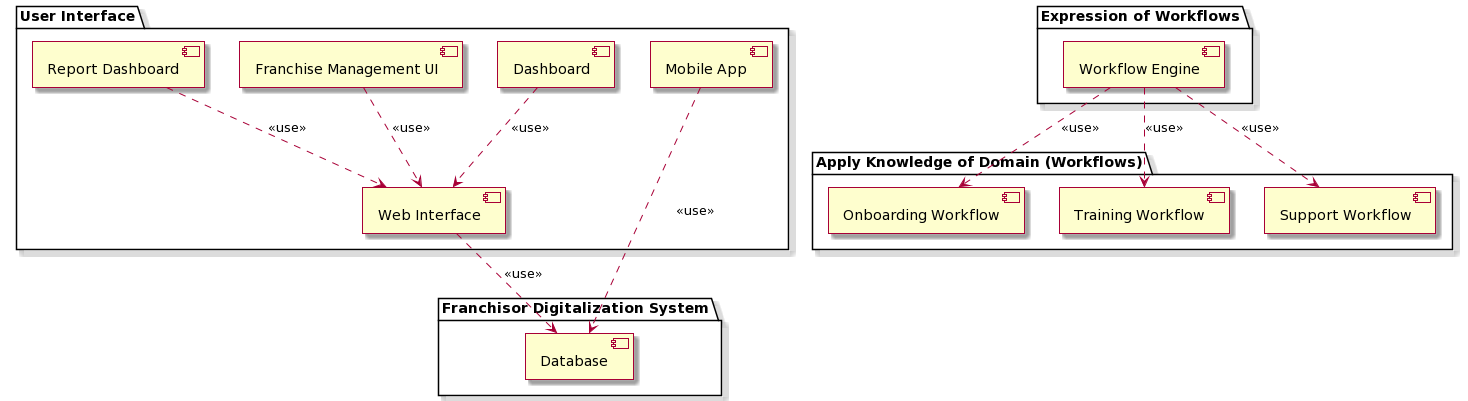 User Interface
Expression of Workflows
Report Dashboard
Franchise Management UI
Dashboard
Mobile App
Workflow Engine
«use»
«use»
«use»
«use»
«use»
«use»
Apply Knowledge of Domain (Workflows)
Web Interface
«use»
Onboarding Workflow
Training Workflow
Support Workflow
«use»
Franchisor Digitalization System
Database